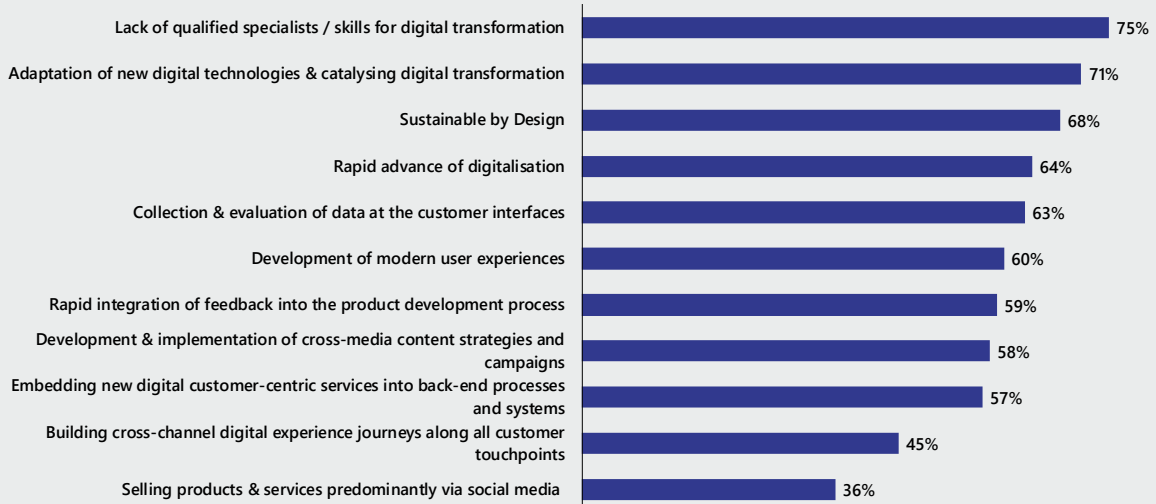 Lack of qualified specialists / skills for digital transformation 75%
Adaptation of new digital technologies & catalysing digital transformation 71%
Sustainable by Design 68%
Rapid advance of digitalisation 64%
Collection & evaluation of data at the customer interfaces 63%
Development of modern user experiences 60%
Rapid integration of feedback into the product development process 59%
Development & implementation of cross-media content strategies and
campaigns 58%
Embedding new digital customer-centric services into back-end processes
and systems 57%
Building cross-channel digital experience journeys along all customer
touchpoints 45%
Selling products & services predominantly via social media 36%